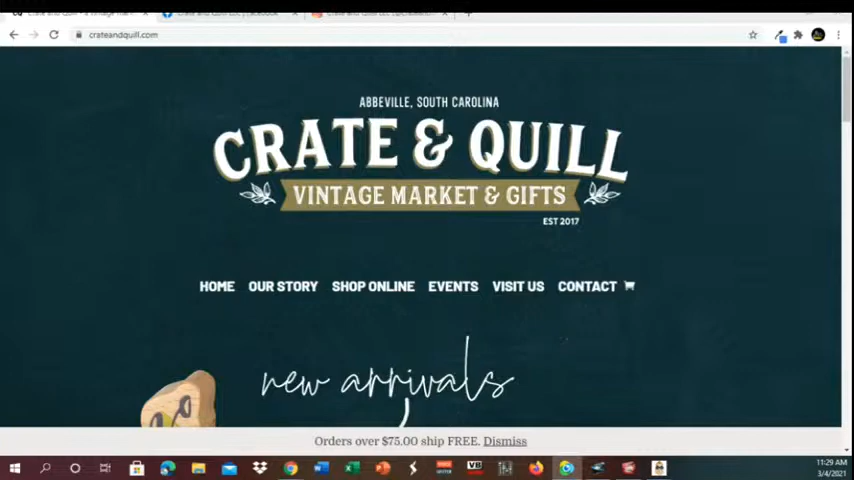 crateandquill.com
ABBEVILLE, SOUTH CAROLINA
CRATE & QUILL
VINTAGE MARKET & GIFTS
EST 2017
HOME OUR STORY SHOP ONLINE EVENTS VISIT US CONTACT
new arrivals
Orders over $75.00 ship FREE. Dismiss
11:29 AM
3/4/2021